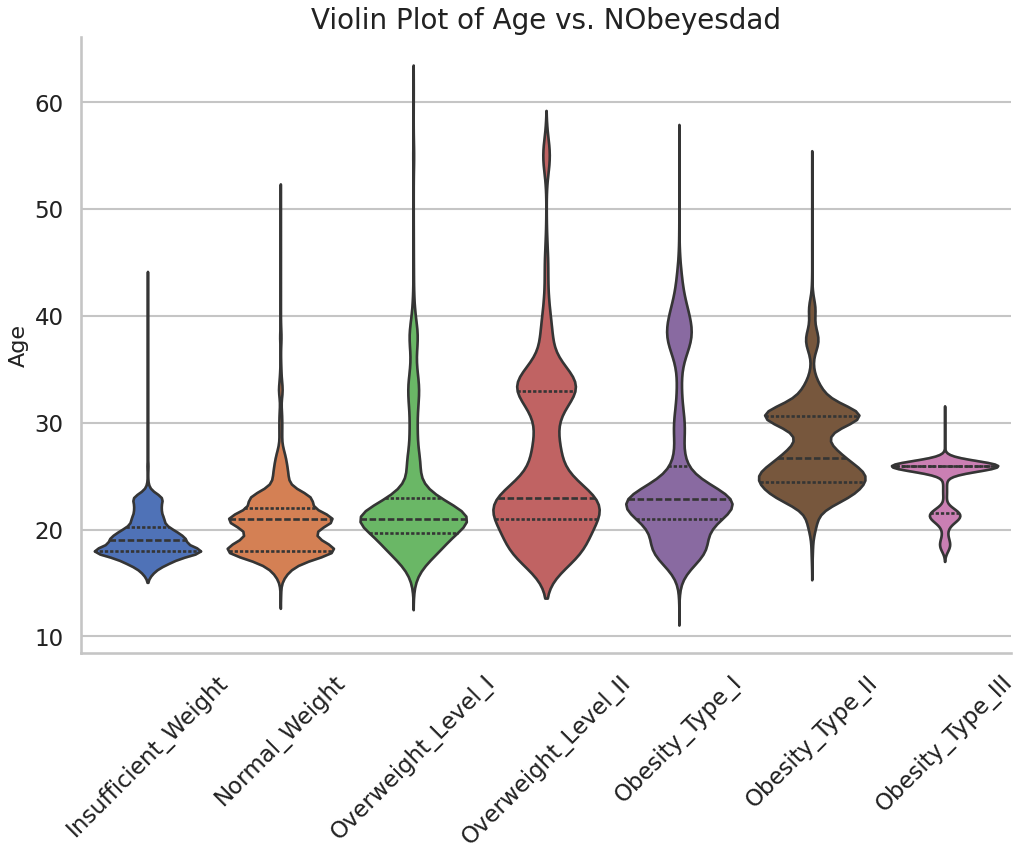 Violin Plot of Age vs. NObeyesdad
60
50
40
30
20
10
Age
Insufficient_Weight
Normal_Weight
Overweight_Level_I
Overweight_Level_II
Obesity_Type_I
Obesity_Type_II
Obesity_Type_III